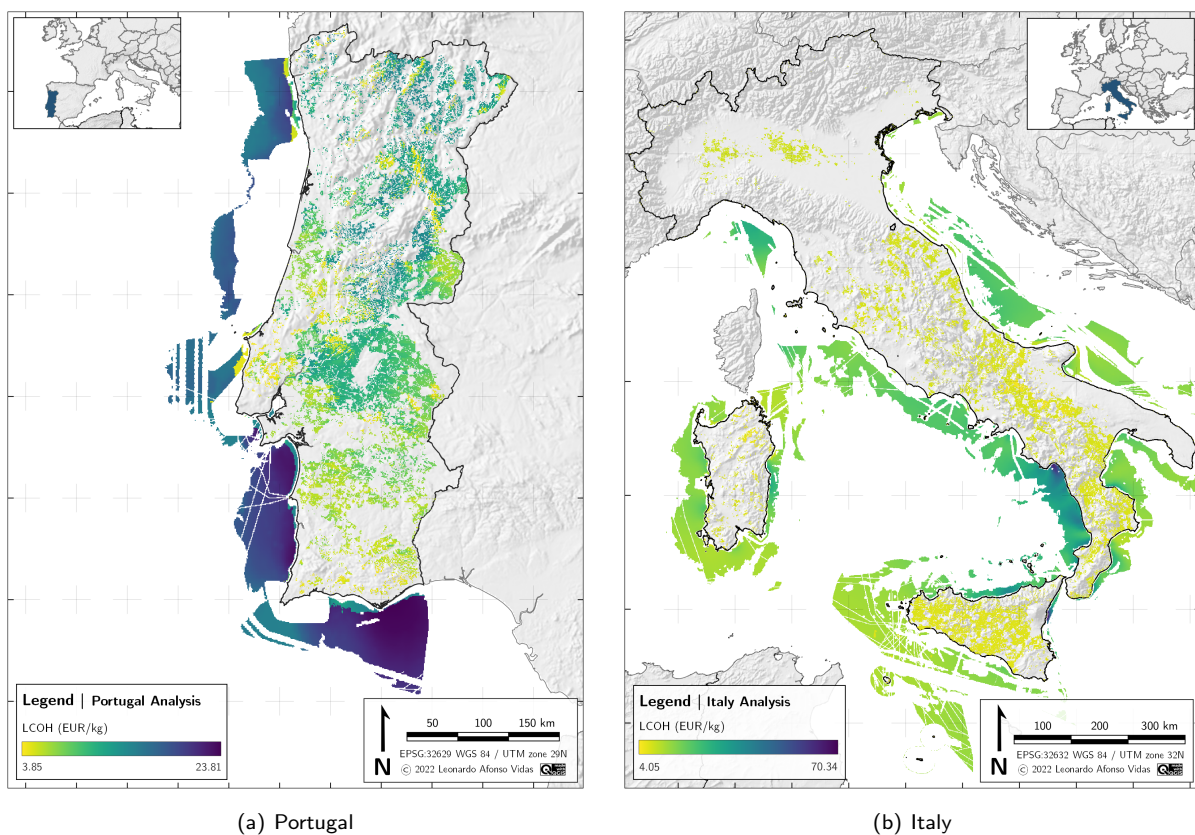 Legend | Portugal Analysis
LCOH (EUR/kg)
3.85 23.81
50 100 150 km
EPSG:32629 WGS 84 / UTM zone 29N
N
© 2022 Leonardo Afonso Vidas
(a) Portugal
Legend | Italy Analysis
LCOH (EUR/kg)
4.05 70.34
100 200 300 km
EPSG:32632 WGS 84 / UTM zone 32N
N
© 2022 Leonardo Afonso Vidas
(b) Italy